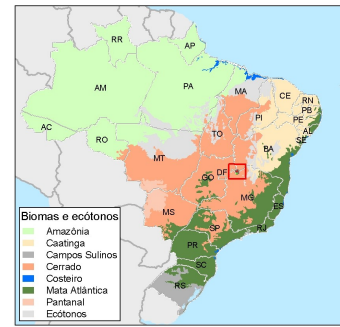 RR
AP
AM
PA
MA
CE
RN
PB
PE
AL
SE
PI
AC
RO
TO
BA
MT
DF
GO
MG
ES
MS
SP
RJ
PR
SC
RS
Biomas e ecótonos
Amazônia
Caatinga
Campos Sulinos
Cerrado
Costeiro
Mata Atlântica
Pantanal
Ecótonos